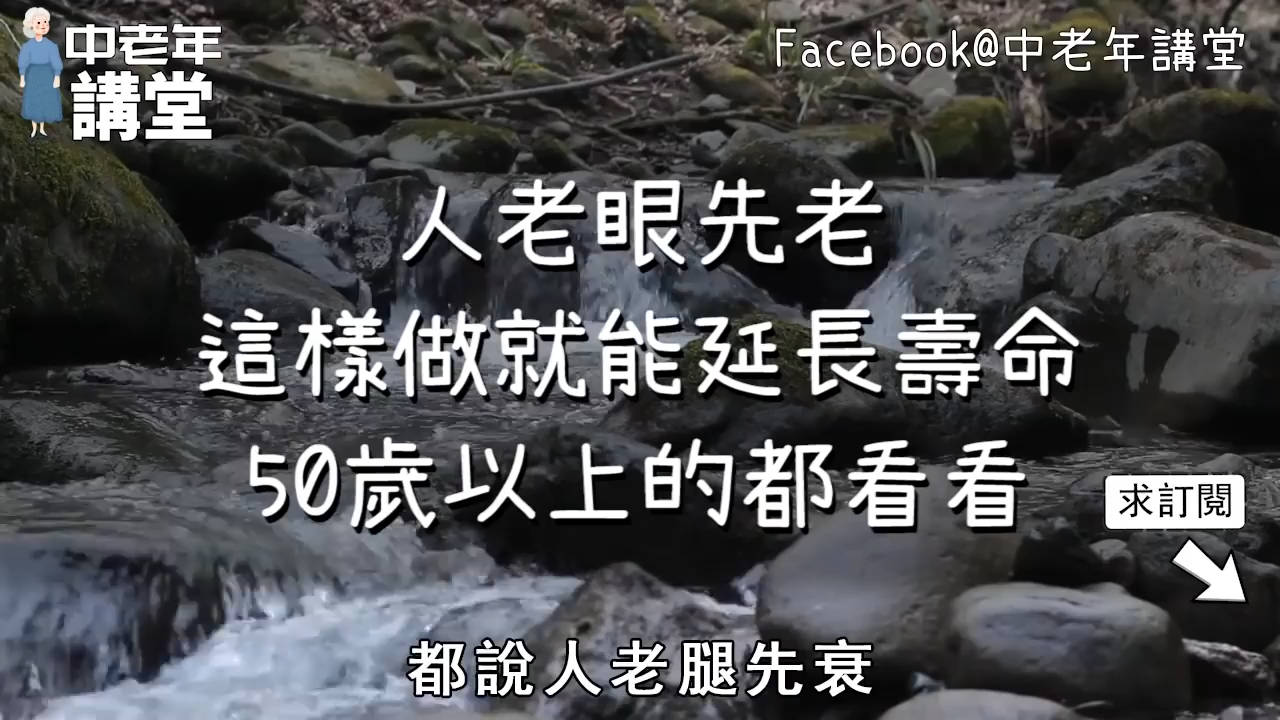 中老年
講堂
Facebook@中老年講堂
人老眼先老
這樣做就能延長壽命
50歲以上的都看看
求訂閱
都說人老腿先衰